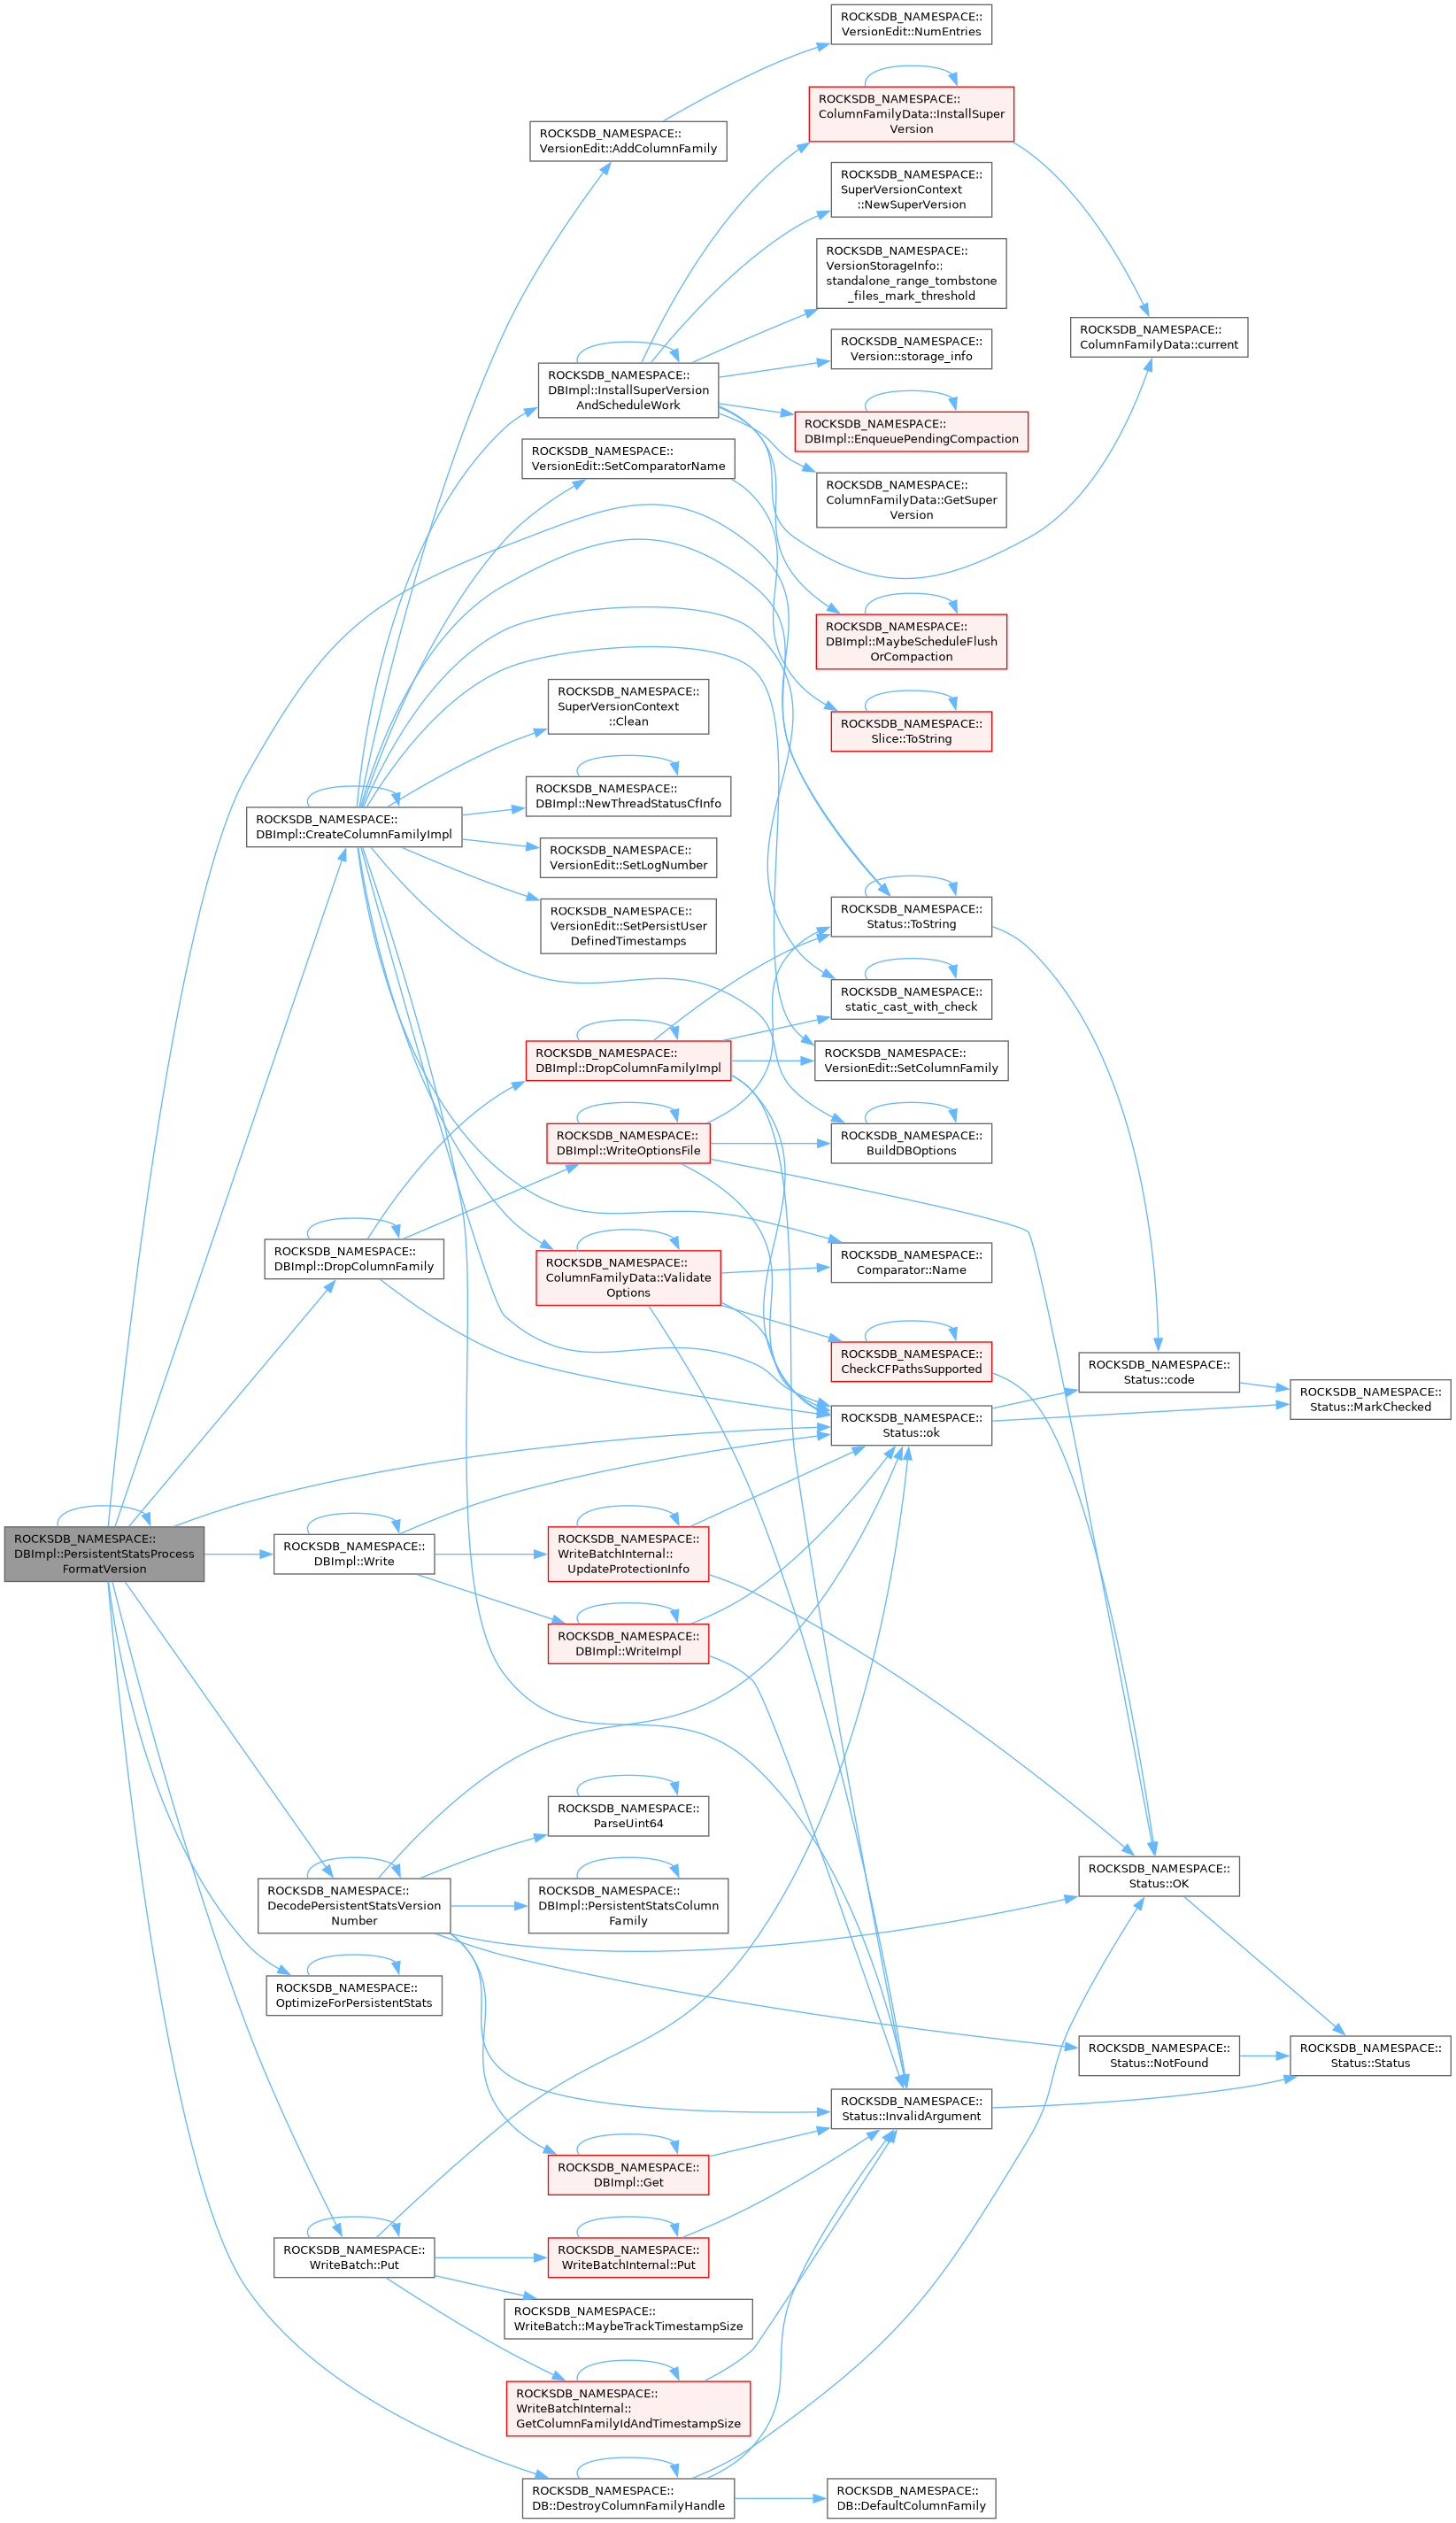 ROCKSDB_NAMESPACE::
VersionEdit::NumEntries
ROCKSDB_NAMESPACE::
ColumnFamilyData::InstallSuper
Version
ROCKSDB_NAMESPACE::
VersionEdit::AddColumnFamily
ROCKSDB_NAMESPACE::
SuperVersionContext
::NewSuperVersion
ROCKSDB_NAMESPACE::
VersionStorageInfo::
standalone_range_tombstone
_files_mark_threshold
ROCKSDB_NAMESPACE::
ColumnFamilyData::current
ROCKSDB_NAMESPACE::
Version::storage_info
ROCKSDB_NAMESPACE::
DBImpl::InstallSuperVersion
AndScheduleWork
ROCKSDB_NAMESPACE::
DBImpl::EnqueuePendingCompaction
ROCKSDB_NAMESPACE::
VersionEdit::SetComparatorName
ROCKSDB_NAMESPACE::
ColumnFamilyData::GetSuper
Version
ROCKSDB_NAMESPACE::
DBImpl::MaybeScheduleFlush
OrCompaction
ROCKSDB_NAMESPACE::
SuperVersionContext
::Clean
ROCKSDB_NAMESPACE::
Slice::ToString
ROCKSDB_NAMESPACE::
DBImpl::NewThreadStatusCfInfo
ROCKSDB_NAMESPACE::
DBImpl::CreateColumnFamilyImpl
ROCKSDB_NAMESPACE::
VersionEdit::SetLogNumber
ROCKSDB_NAMESPACE::
VersionEdit::SetPersistUser
DefinedTimestamps
ROCKSDB_NAMESPACE::
Status::ToString
ROCKSDB_NAMESPACE::
static_cast_with_check
ROCKSDB_NAMESPACE::
DBImpl::DropColumnFamilyImpl
ROCKSDB_NAMESPACE::
VersionEdit::SetColumnFamily
ROCKSDB_NAMESPACE::
DBImpl::WriteOptionsFile
ROCKSDB_NAMESPACE::
BuildDBOptions
ROCKSDB_NAMESPACE::
DBImpl::DropColumnFamily
ROCKSDB_NAMESPACE::
ColumnFamilyData::Validate
Options
ROCKSDB_NAMESPACE::
Comparator::Name
ROCKSDB_NAMESPACE::
CheckCFPathsSupported
ROCKSDB_NAMESPACE::
Status::code
ROCKSDB_NAMESPACE::
Status::MarkChecked
ROCKSDB_NAMESPACE::
Status::ok
ROCKSDB_NAMESPACE::
DBImpl::PersistentStatsProcess
FormatVersion
ROCKSDB_NAMESPACE::
DBImpl::Write
ROCKSDB_NAMESPACE::
WriteBatchInternal::
UpdateProtectionInfo
ROCKSDB_NAMESPACE::
DBImpl::WriteImpl
ROCKSDB_NAMESPACE::
ParseUint64
ROCKSDB_NAMESPACE::
DecodePersistentStatsVersion
Number
ROCKSDB_NAMESPACE::
DBImpl::PersistentStatsColumn
Family
ROCKSDB_NAMESPACE::
Status::OK
ROCKSDB_NAMESPACE::
OptimizeForPersistentStats
ROCKSDB_NAMESPACE::
Status::NotFound
ROCKSDB_NAMESPACE::
Status::Status
ROCKSDB_NAMESPACE::
Status::InvalidArgument
ROCKSDB_NAMESPACE::
DBImpl::Get
ROCKSDB_NAMESPACE::
WriteBatch::Put
ROCKSDB_NAMESPACE::
WriteBatchInternal::Put
ROCKSDB_NAMESPACE::
WriteBatch::MaybeTrackTimestampSize
ROCKSDB_NAMESPACE::
WriteBatchInternal::
GetColumnFamilyIdAndTimestampSize
ROCKSDB_NAMESPACE::
DB::DestroyColumnFamilyHandle
ROCKSDB_NAMESPACE::
DB::DefaultColumnFamily